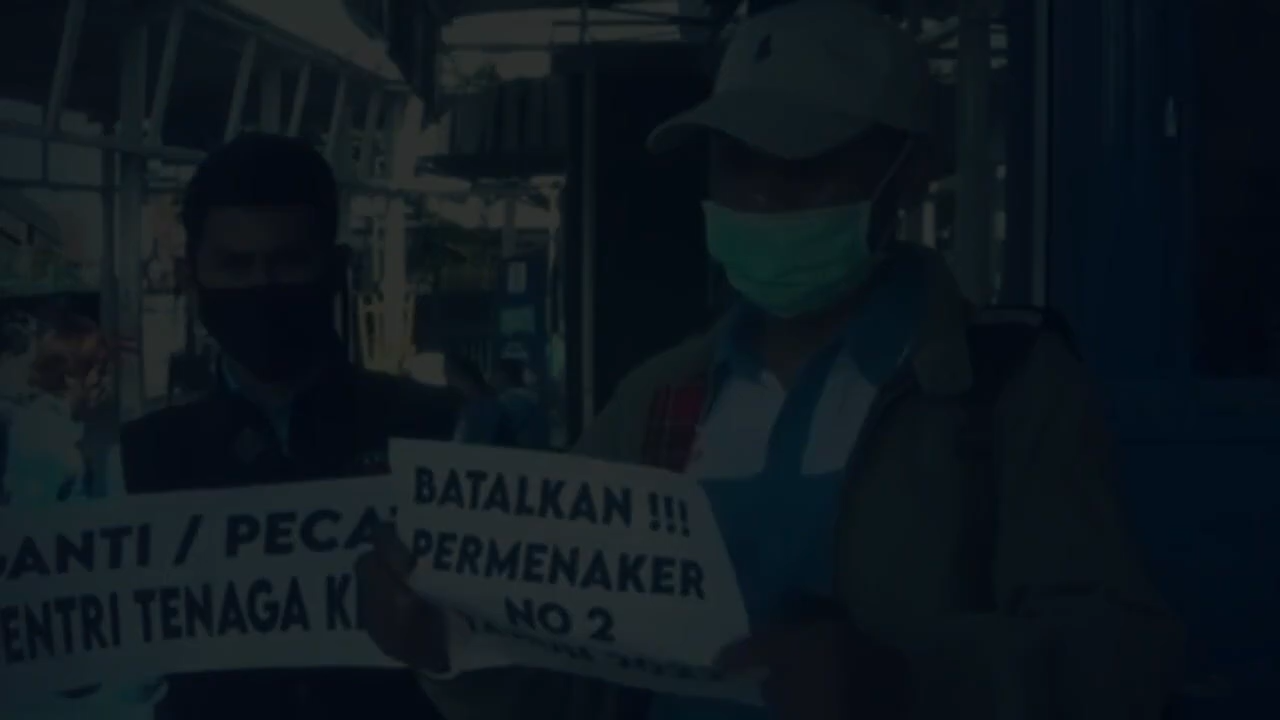 GANTI / PECA
ENTRI TENAGA K
BATALKAN !!!
PERMENAKER
NO 2